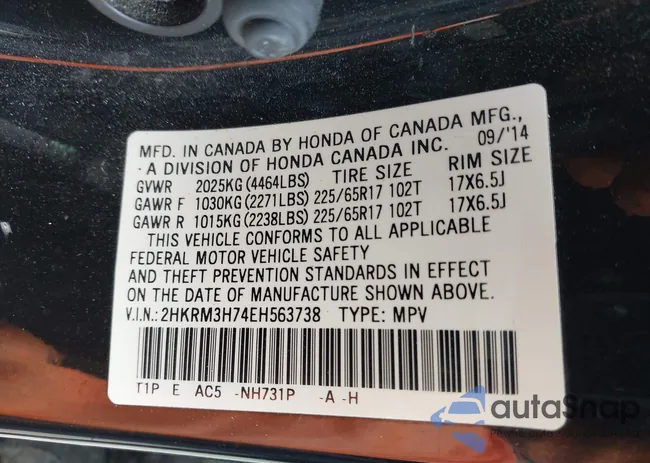 MFD. IN CANADA BY HONDA OF CANADA MFG.,
A DIVISION OF HONDA CANADA INC. 09/'14
GVWR 2025KG (4464LBS) TIRE SIZE RIM SIZE
GAWR F 1030KG (2271LBS) 225/65R17 102T 17X6.5J
GAWR R 1015KG (2238LBS) 225/65R17 102T 17X6.5J
THIS VEHICLE CONFORMS TO ALL APPLICABLE
FEDERAL MOTOR VEHICLE SAFETY
AND THEFT PREVENTION STANDARDS IN EFFECT
ON THE DATE OF MANUFACTURE SHOWN ABOVE.
V.I.N.: 2HKRM3H74EH563738 TYPE: MPV
T1P E AC5 -NH731P -A -H
autoSnap